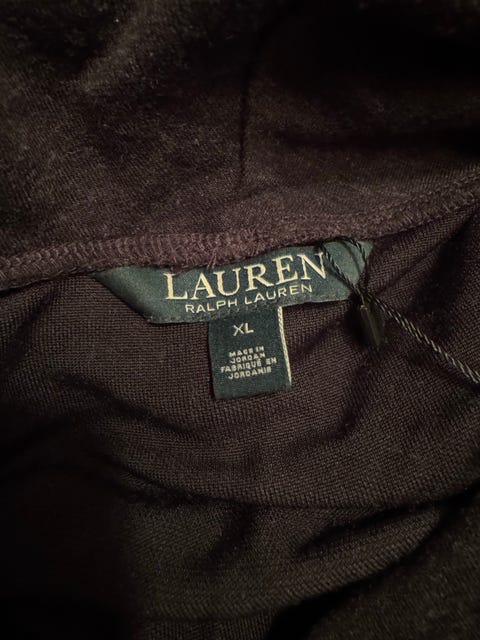 LAUREN
RALPH LAUREN
XL
MADE IN
JORDAN
FABRIQUÉ EN
JORDANIE